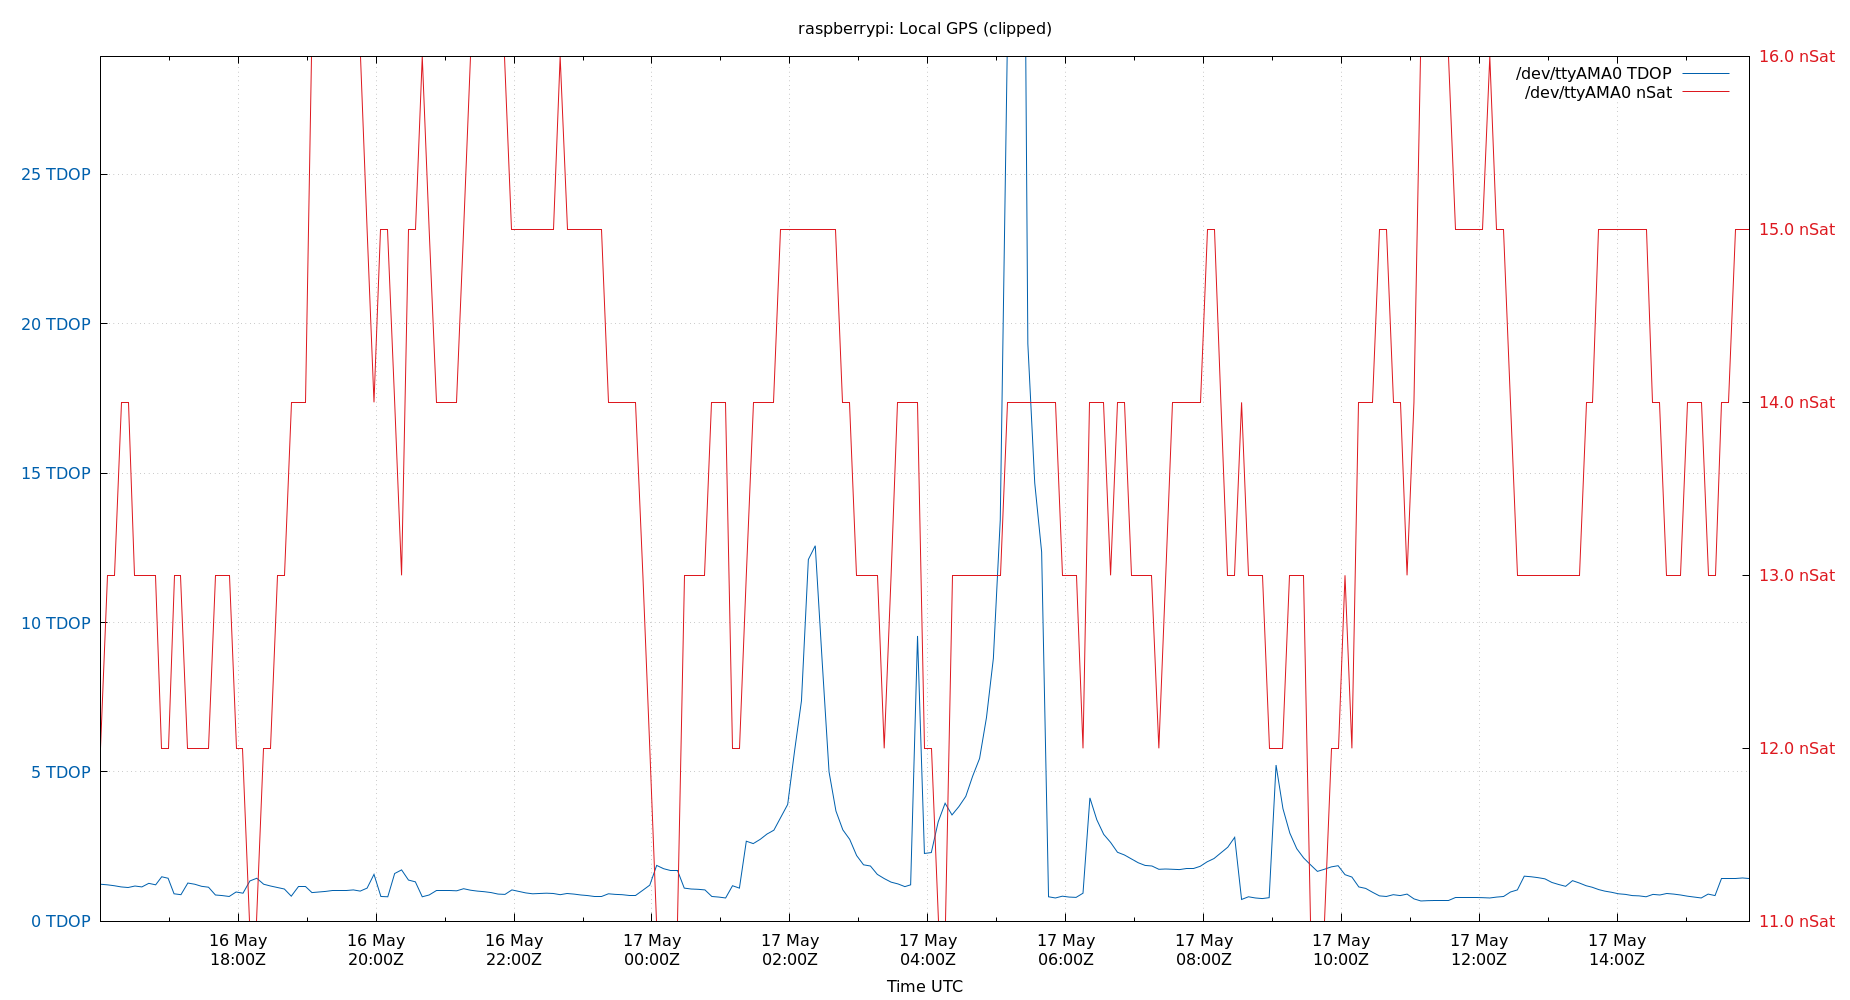 raspberrypi: Local GPS (clipped)
/dev/ttyAMA0 TDOP
/dev/ttyAMA0 nSat
25 TDOP
20 TDOP
15 TDOP
10 TDOP
5 TDOP
0 TDOP
16.0 nSat
15.0 nSat
14.0 nSat
13.0 nSat
12.0 nSat
11.0 nSat
16 May
18:00Z
16 May
20:00Z
16 May
22:00Z
17 May
00:00Z
17 May
02:00Z
17 May
04:00Z
17 May
06:00Z
17 May
08:00Z
17 May
10:00Z
17 May
12:00Z
17 May
14:00Z
Time UTC